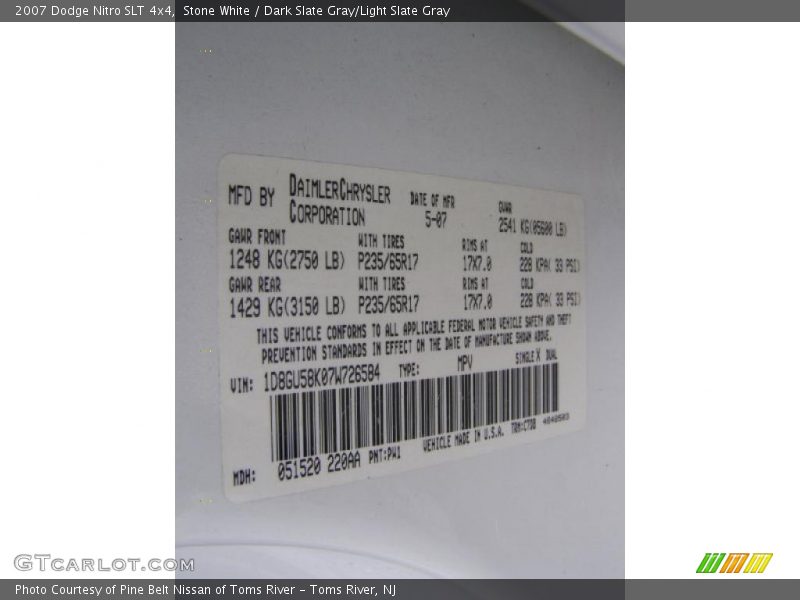 2007 Dodge Nitro SLT 4x4, Stone White / Dark Slate Gray/Light Slate Gray
MFD BY DAIMLERCHRYSLER CORPORATION DATE OF MFR 5-07 GVWR 2541 KG(05600 LB)
GAWR FRONT WITH TIRES RIMS AT COLD
1248 KG(2750 LB) P235/65R17 17X7.0 228 KPA( 33 PSI)
GAWR REAR WITH TIRES RIMS AT COLD
1429 KG(3150 LB) P235/65R17 17X7.0 228 KPA( 33 PSI)
THIS VEHICLE CONFORMS TO ALL APPLICABLE FEDERAL MOTOR VEHICLE SAFETY AND THEFT
PREVENTION STANDARDS IN EFFECT ON THE DATE OF MANUFACTURE SHOWN ABOVE.
VIN: 1D8GU58K07W726584 TYPE: MPV SINGLE X DUAL
MDH: 051520 220AA PNT:PW1 VEHICLE MADE IN U.S.A.
GTcarlot.com
Photo Courtesy of Pine Belt Nissan of Toms River – Toms River, NJ